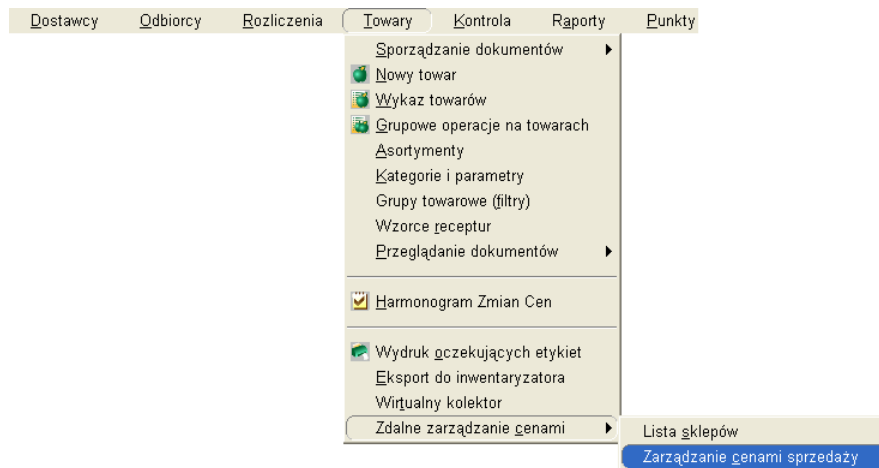 Dostawcy Odbiorcy Rozliczenia Towary Kontrola Raporty Punkty
Sporządzanie dokumentów
Nowy towar
Wykaz towarów
Grupowe operacje na towarach
Asortymenty
Kategorie i parametry
Grupy towarowe (filtry)
Wzorce receptur
Przeglądanie dokumentów
Harmonogram Zmian Cen
Wydruk oczekujących etykiet
Eksport do inwentaryzatora
Wirtualny kolektor
Zdalne zarządzanie cenami
Lista sklepów
Zarządzanie cenami sprzedaży